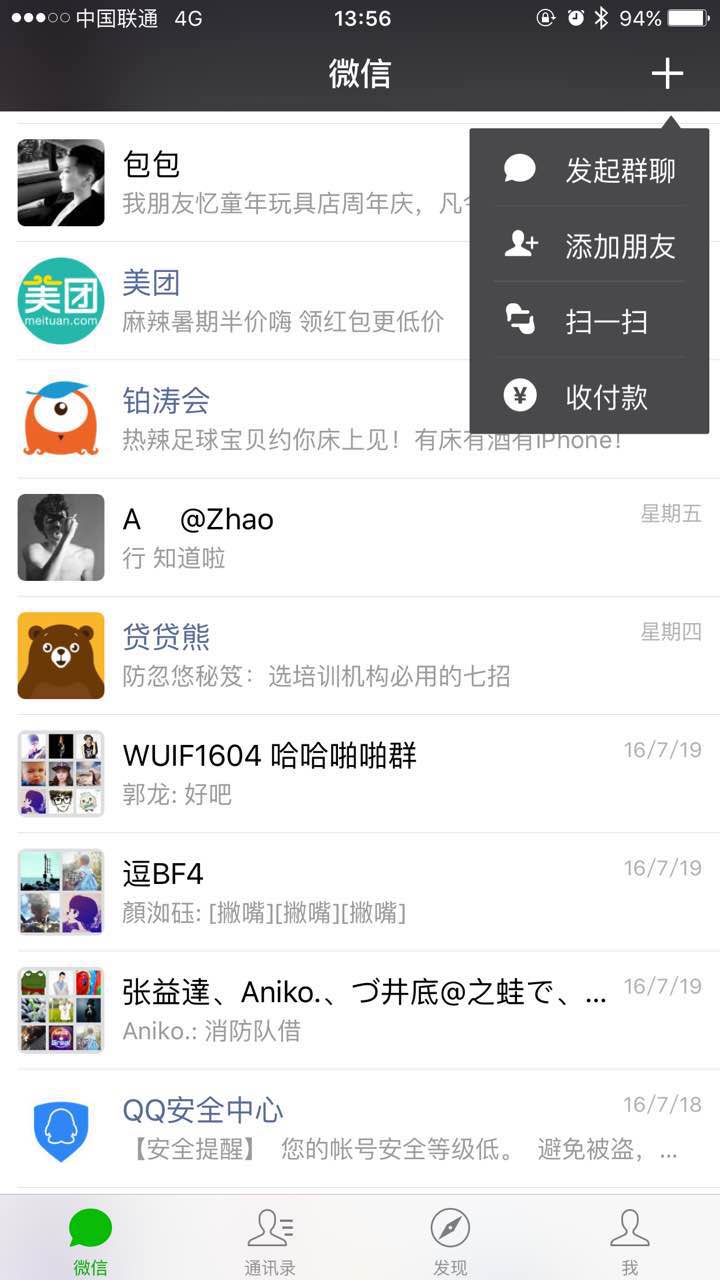 中国联通 4G 13:56 94%
微信
包包
我朋友忆童年玩具店周年庆，凡
发起群聊
添加朋友
扫一扫
收付款
美团
meituan.com
美团
麻辣暑期半价嗨 领红包更低价
铂涛会
热辣足球宝贝约你床上见！有床有酒有iPhone！
A @Zhao 星期五
行 知道啦
贷贷熊 星期四
防忽悠秘笈：选培训机构必用的七招
WUIF1604 哈哈啪啪群 16/7/19
郭龙: 好吧
逗BF4 16/7/19
顏洳砡: [撇嘴][撇嘴][撇嘴]
张益達、Aniko.、づ井底@之蛙で、... 16/7/19
Aniko.: 消防队借
QQ安全中心 16/7/18
【安全提醒】 您的帐号安全等级低。 避免被盗，...
微信 通讯录 发现 我